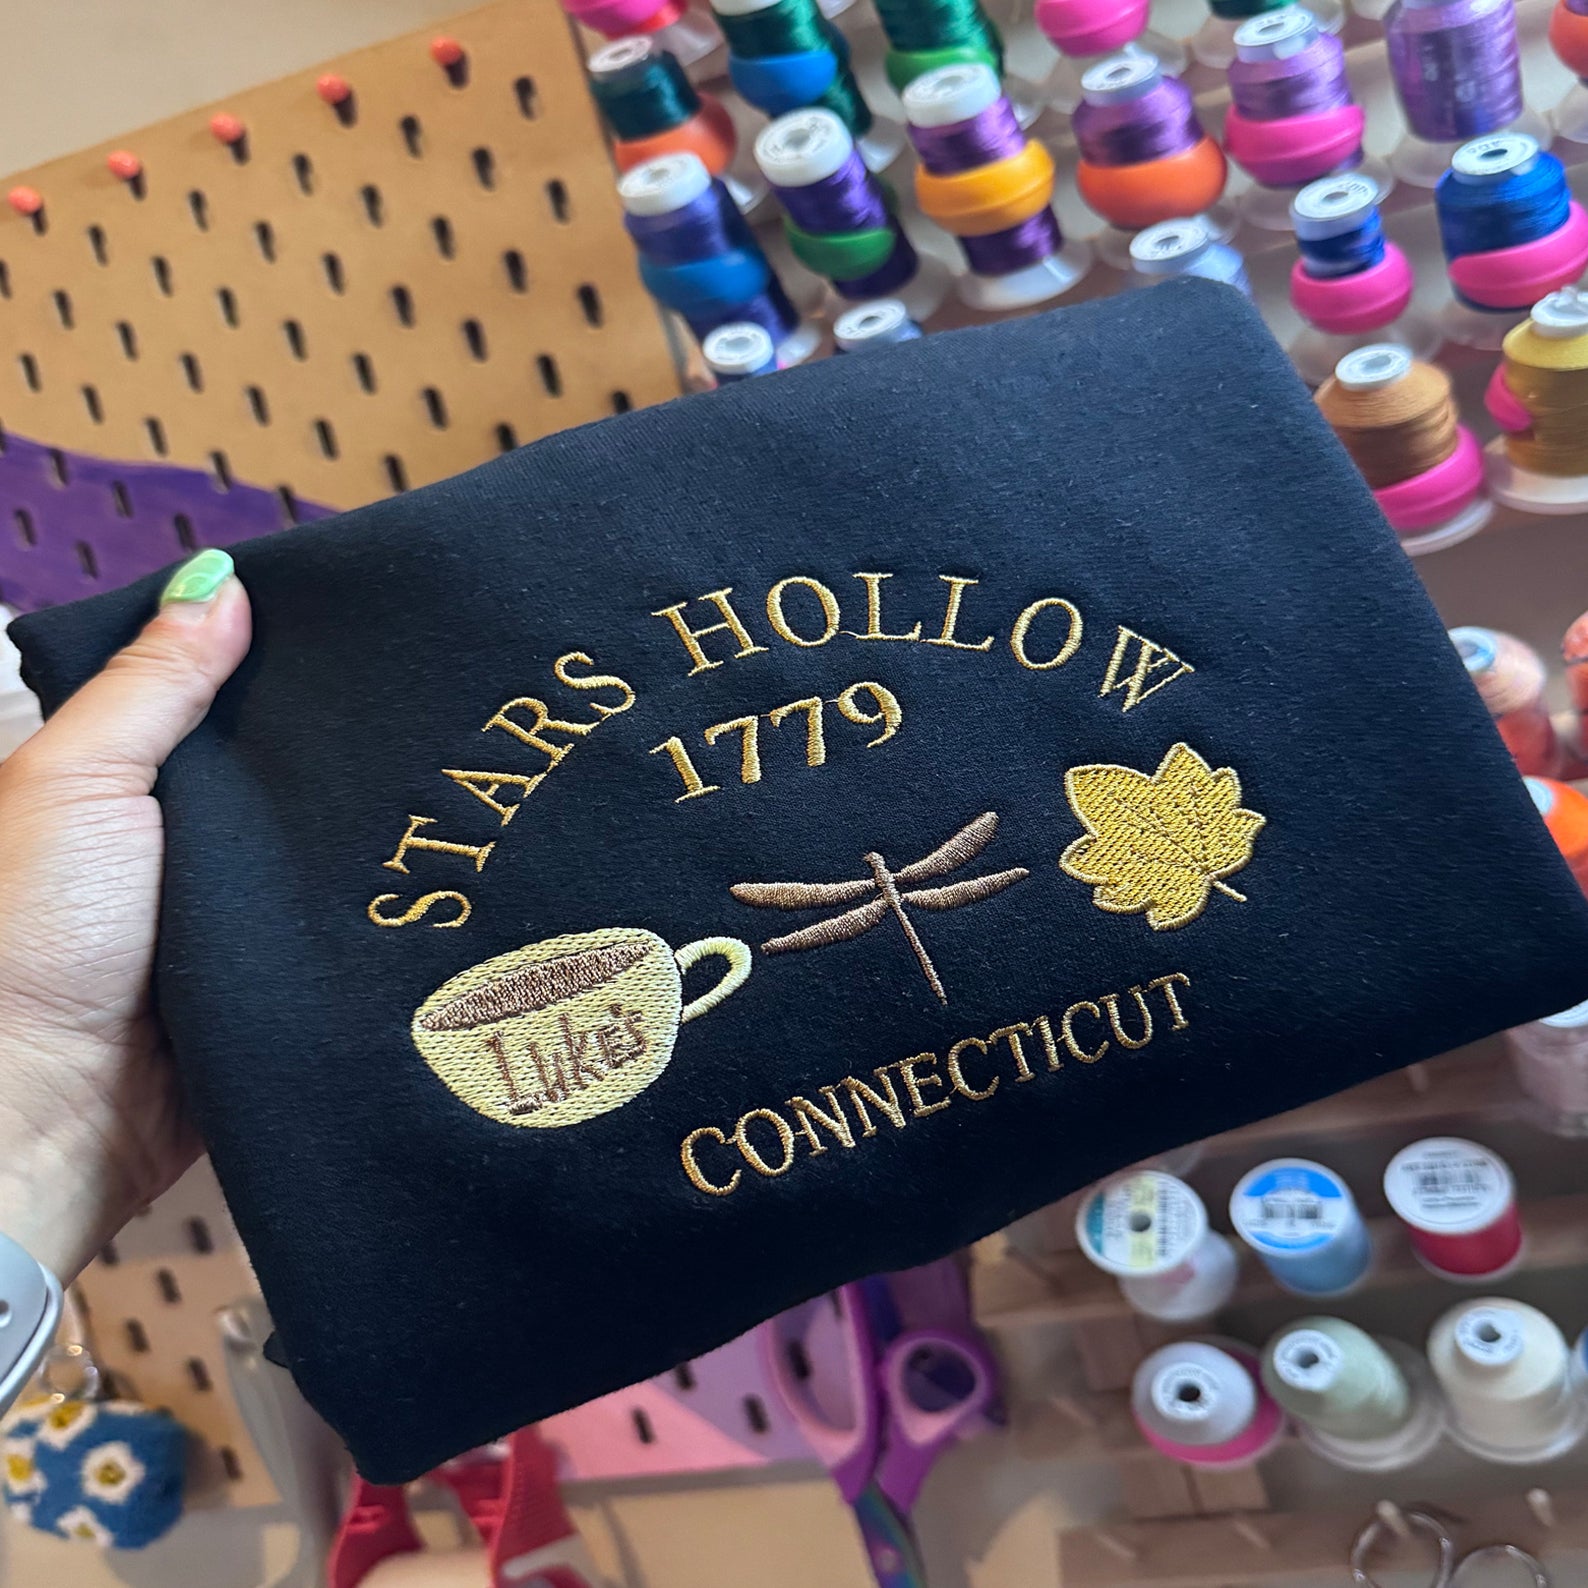 STARS HOLLOW
1779
Luke's
CONNECTICUT